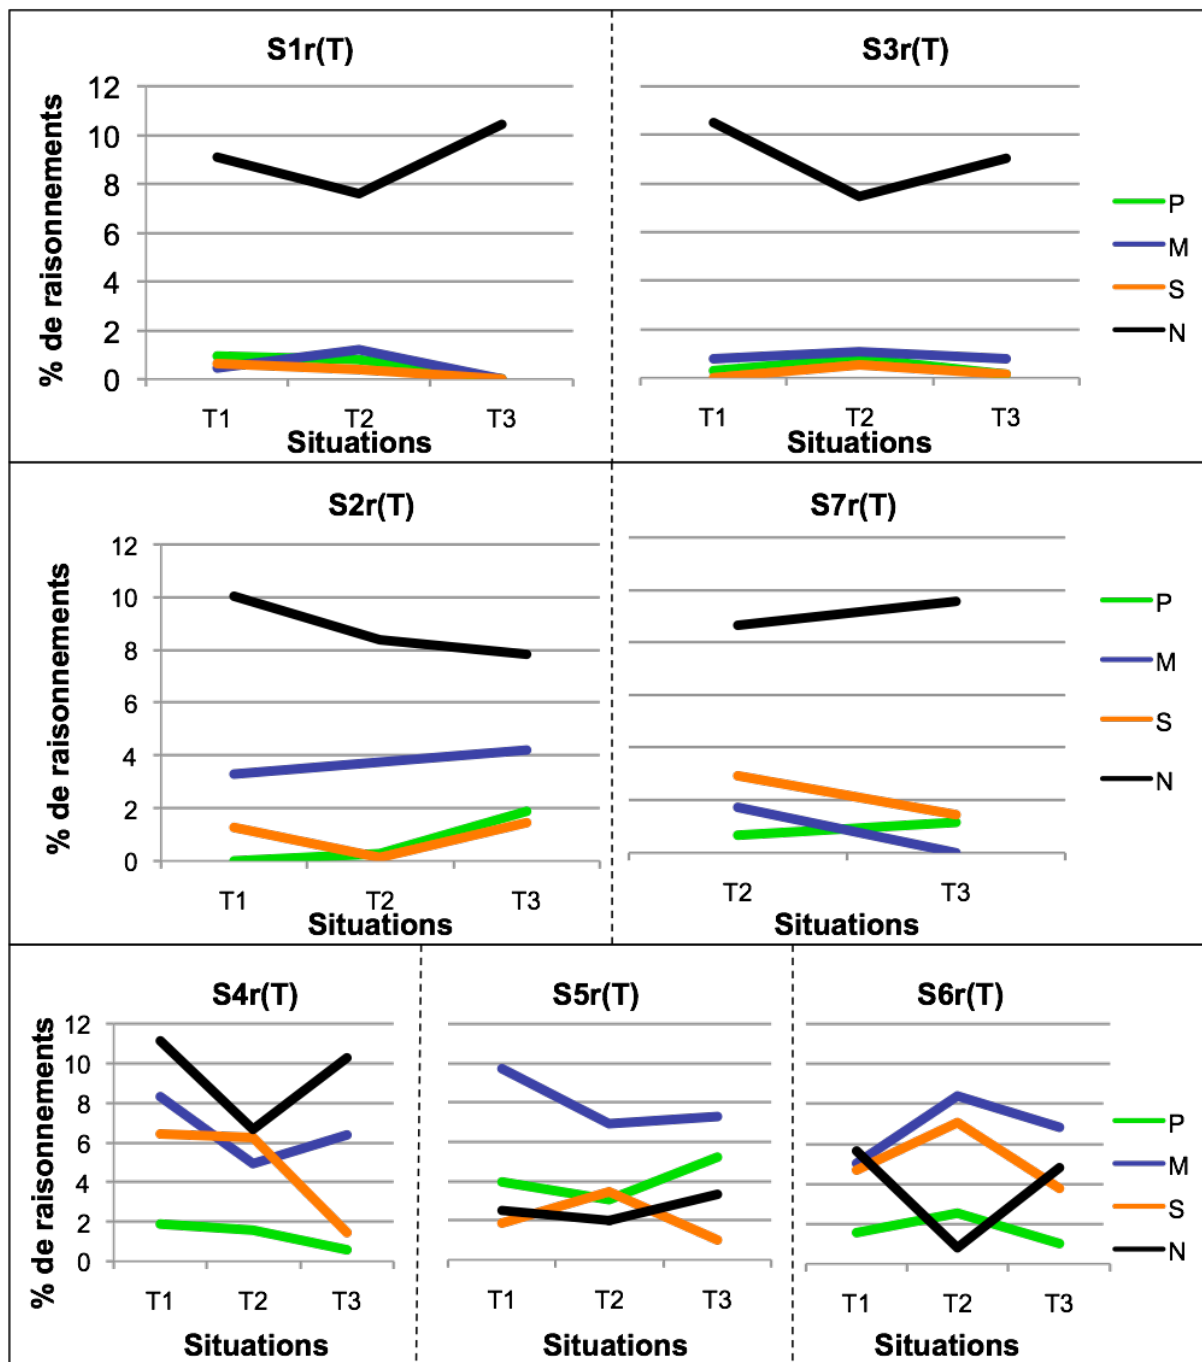 S1r(T)
S3r(T)
% de raisonnements
12
10
8
6
4
2
0
T1 T2 T3
Situations
T1 T2 T3
Situations
P
M
S
N
S2r(T)
S7r(T)
% de raisonnements
12
10
8
6
4
2
0
T1 T2 T3
Situations
T2 T3
Situations
P
M
S
N
S4r(T)
S5r(T)
S6r(T)
% de raisonnements
12
10
8
6
4
2
0
T1 T2 T3
Situations
T1 T2 T3
Situations
T1 T2 T3
Situations
P
M
S
N